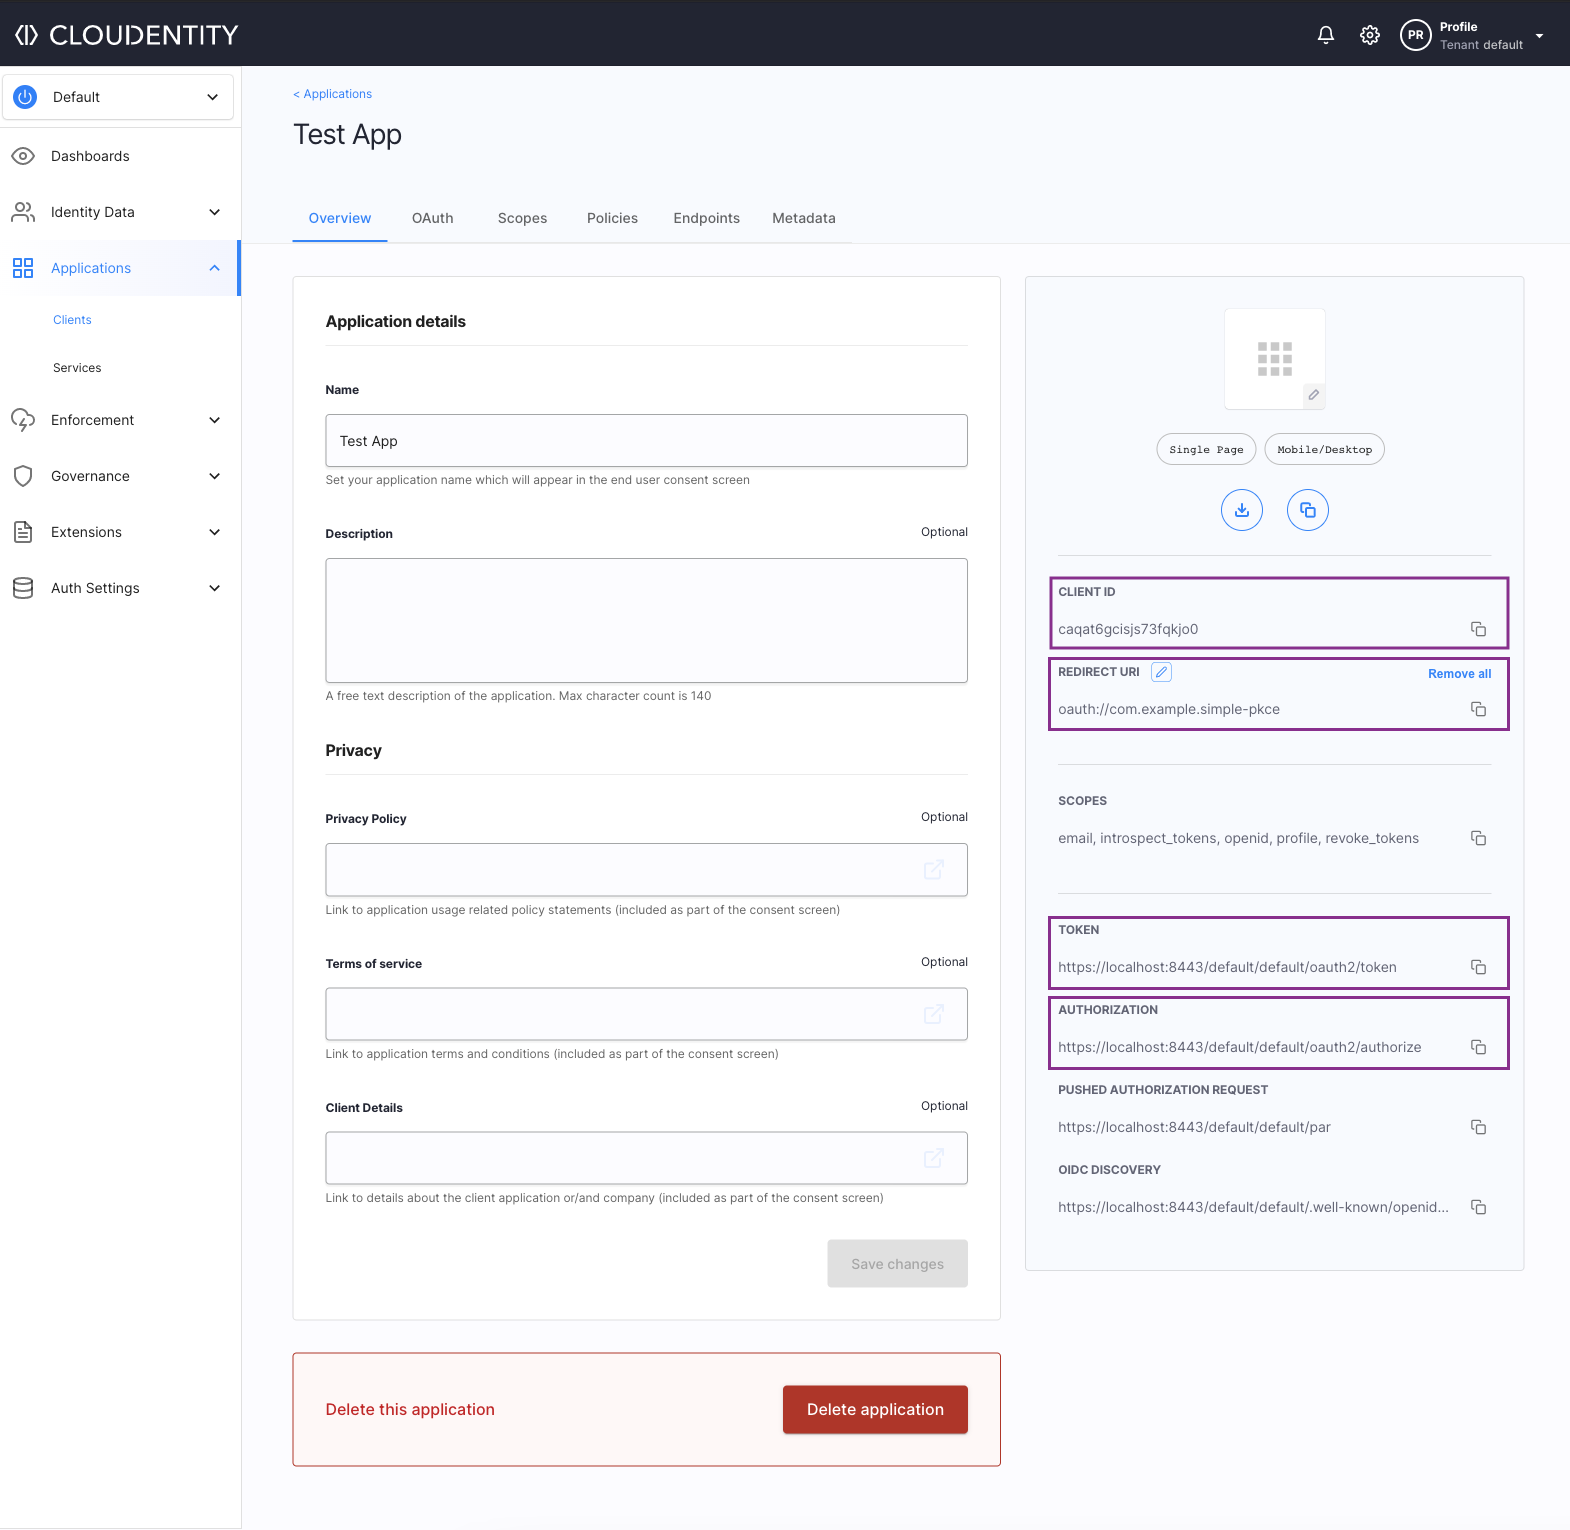 CLOUDENTITY
PR
Profile
Tenant default
Default
Dashboards
Identity Data
Applications
Clients
Services
Enforcement
Governance
Extensions
Auth Settings
< Applications
Test App
Overview
OAuth
Scopes
Policies
Endpoints
Metadata
Application details
Name
Test App
Set your application name which will appear in the end user consent screen
Description
Optional
A free text description of the application. Max character count is 140
Privacy
Privacy Policy
Optional
Link to application usage related policy statements (included as part of the consent screen)
Terms of service
Optional
Link to application terms and conditions (included as part of the consent screen)
Client Details
Optional
Link to details about the client application or/and company (included as part of the consent screen)
Save changes
Delete this application
Delete application
Single Page
Mobile/Desktop
CLIENT ID
caqat6gcisjs73fqkjo0
REDIRECT URI
Remove all
oauth://com.example.simple-pkce
SCOPES
email, introspect_tokens, openid, profile, revoke_tokens
TOKEN
https://localhost:8443/default/default/oauth2/token
AUTHORIZATION
https://localhost:8443/default/default/oauth2/authorize
PUSHED AUTHORIZATION REQUEST
https://localhost:8443/default/default/par
OIDC DISCOVERY
https://localhost:8443/default/default/.well-known/openid...